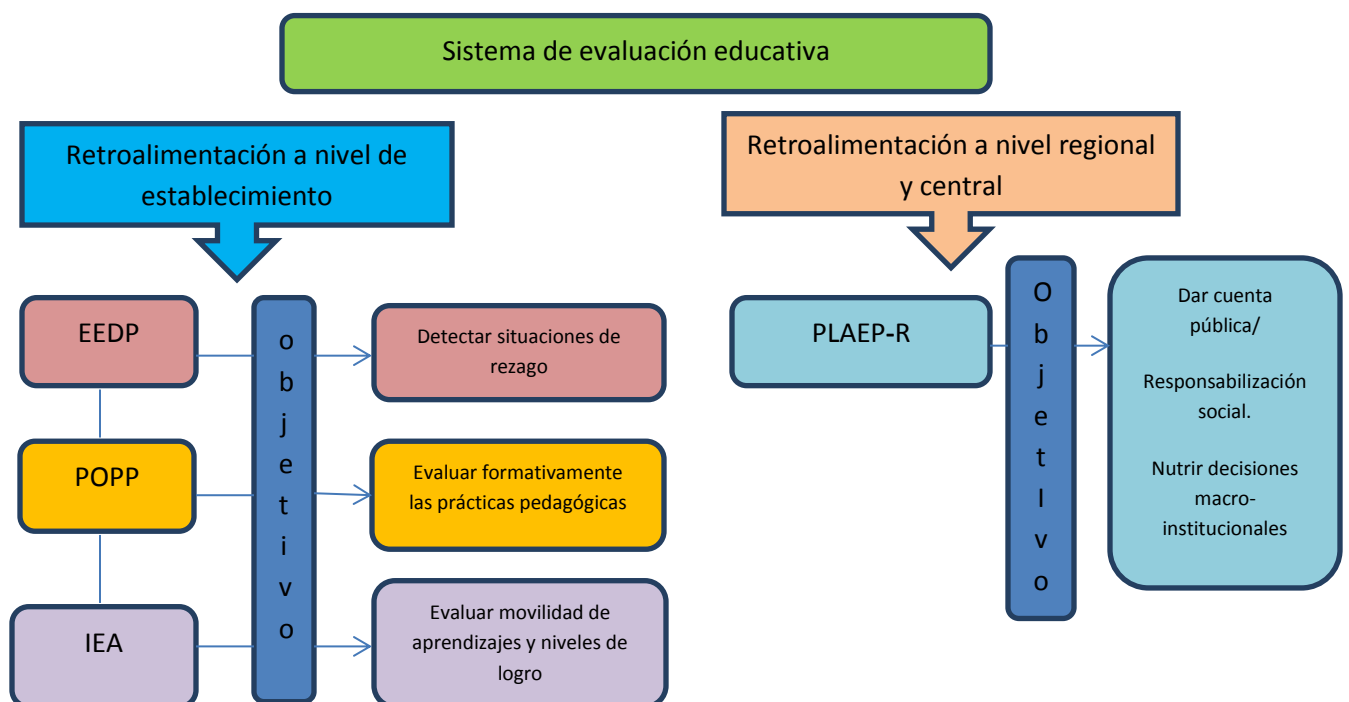 Sistema de evaluación educativa
Retroalimentación a nivel de
establecimiento
Retroalimentación a nivel regional
y central
EEDP
POPP
IEA
o
b
j
e
t
i
v
o
Detectar situaciones de
rezago
Evaluar formativamente
las prácticas pedagógicas
Evaluar movilidad de
aprendizajes y niveles de
logro
PLAEP-R
O
b
j
e
t
I
v
o
Dar cuenta
pública/
Responsabilización
social.
Nutrir decisiones
macro-
institucionales